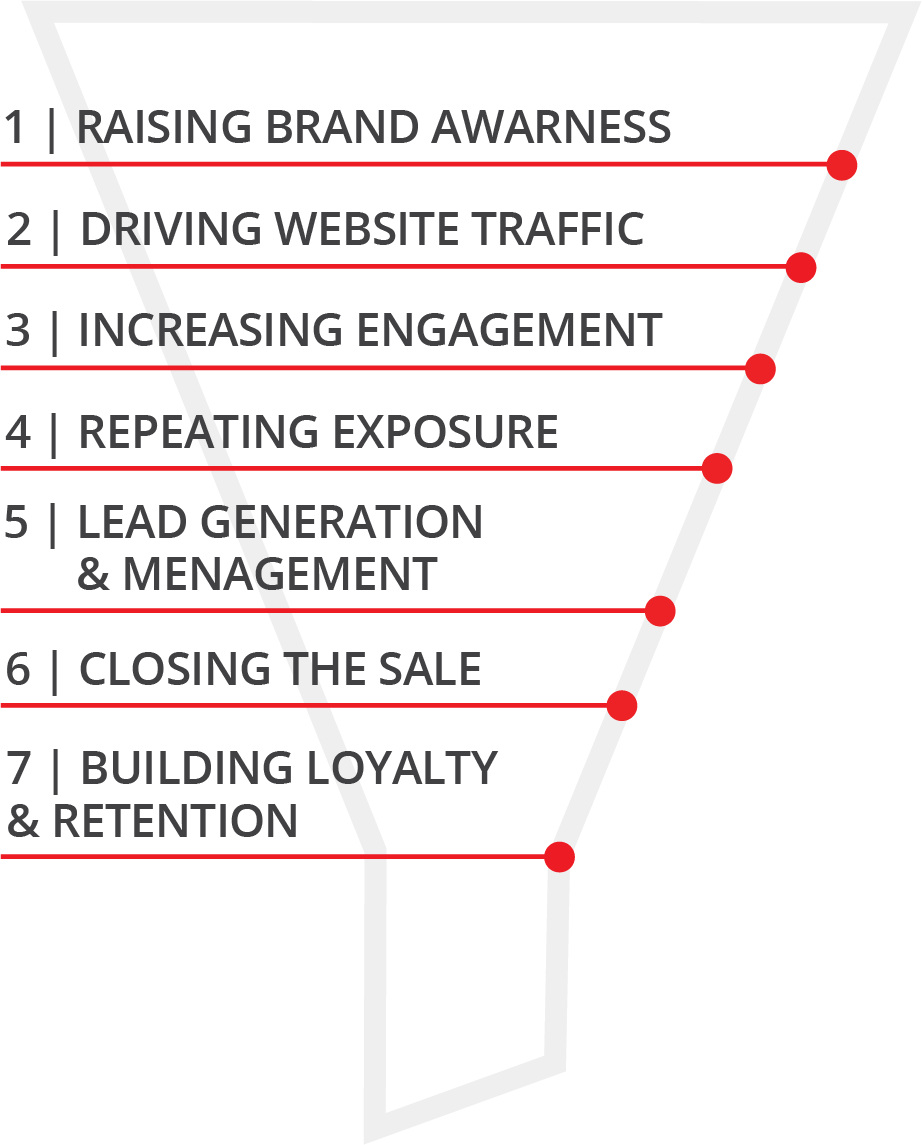 1 | RAISING BRAND AWARNESS
2 | DRIVING WEBSITE TRAFFIC
3 | INCREASING ENGAGEMENT
4 | REPEATING EXPOSURE
5 | LEAD GENERATION
& MENAGEMENT
6 | CLOSING THE SALE
7 | BUILDING LOYALTY
& RETENTION